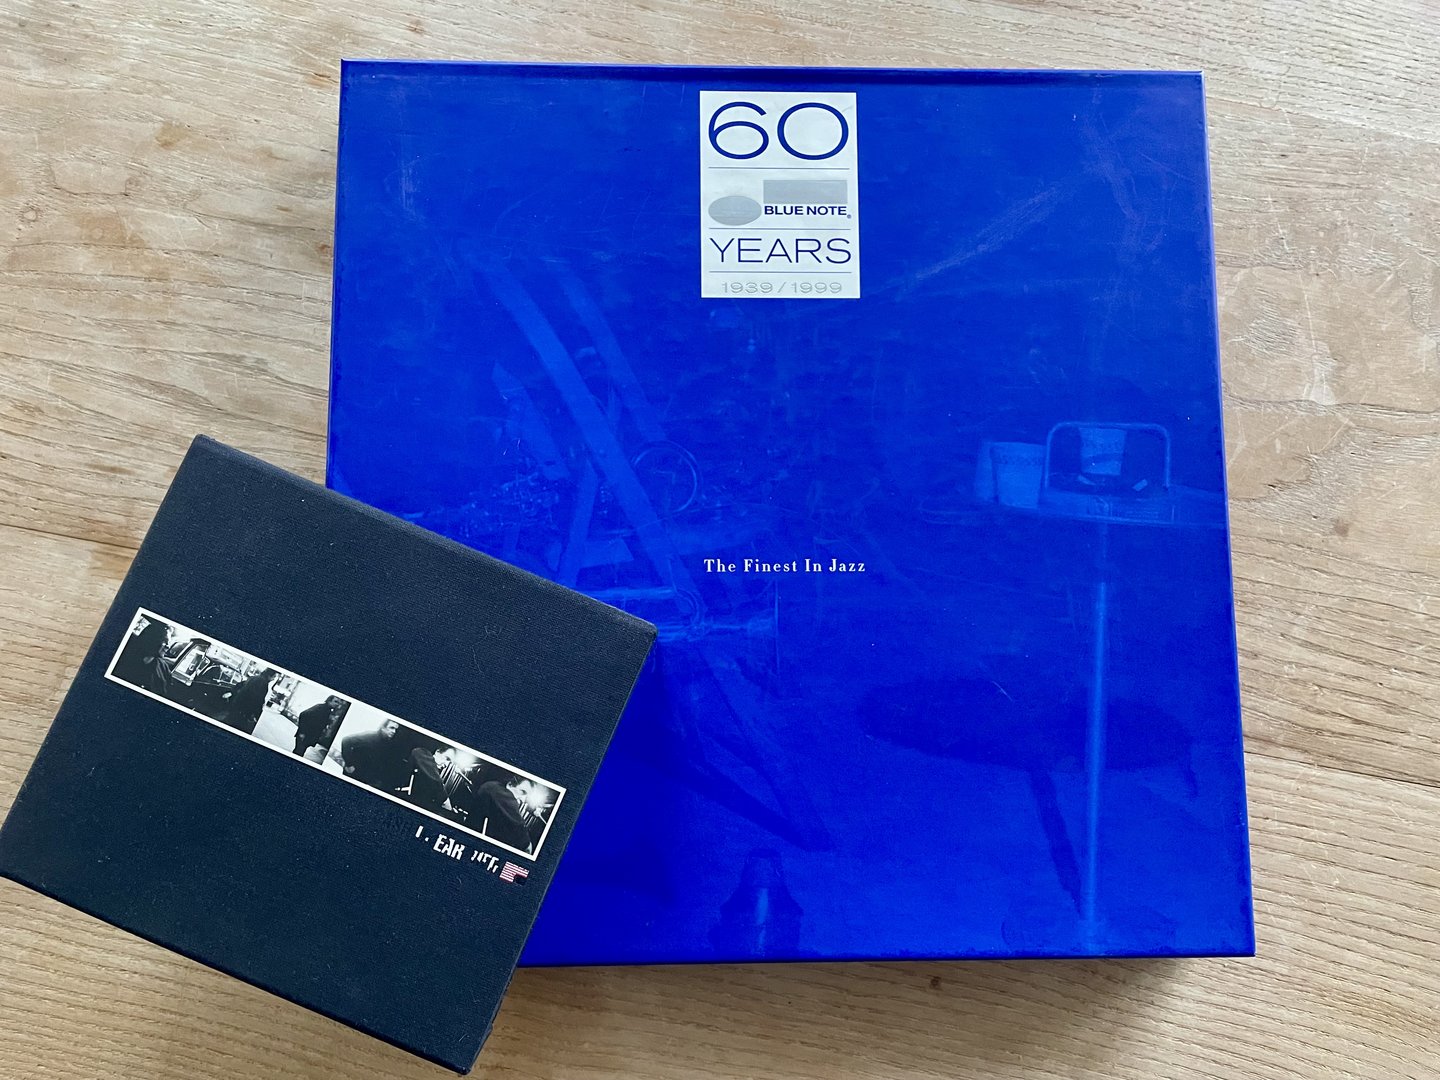 60
BLUE NOTE®
YEARS
1939/1999
The Finest In Jazz